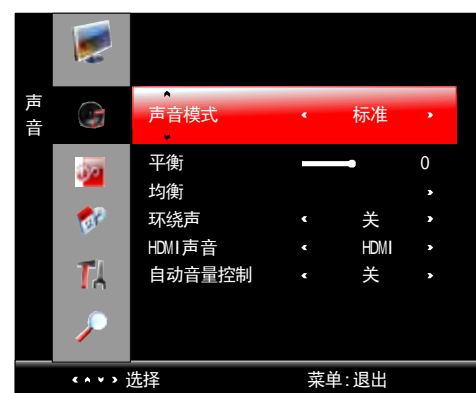 声音
声音模式 标准
平衡 0
均衡
环绕声 关
HDMI声音 HDMI
自动音量控制 关
选择 菜单:退出